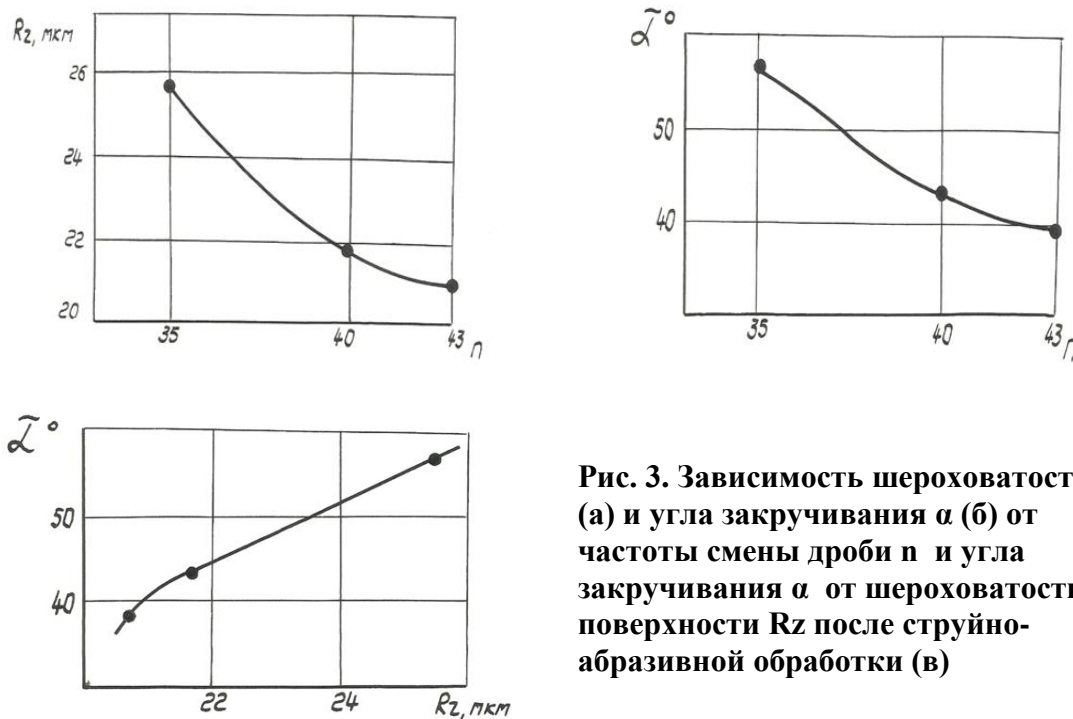 Rz, мкм
26
24
22
20
35
40
43
n
α̃°
50
40
35
40
43
n
α̃°
50
40
22
24
Rz, мкм
Рис. 3. Зависимость шероховатост
(а) и угла закручивания α (б) от
частоты смены дроби n и угла
закручивания α от шероховатост
поверхности Rz после струйно-
абразивной обработки (в)